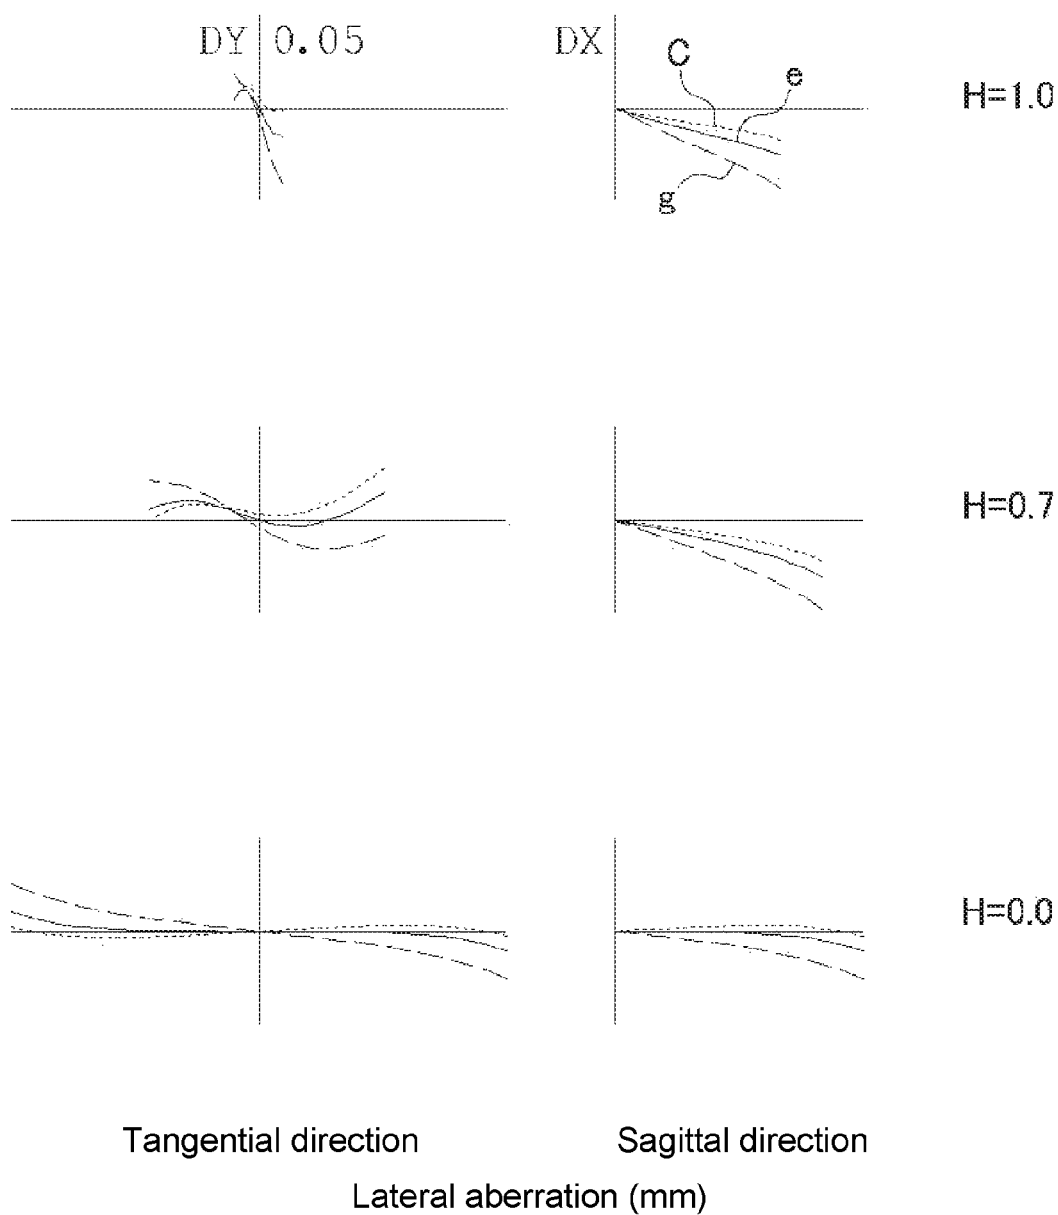 DY 0.05 DX C e H=1.0
g
H=0.7
H=0.0
Tangential direction Sagittal direction
Lateral aberration (mm)